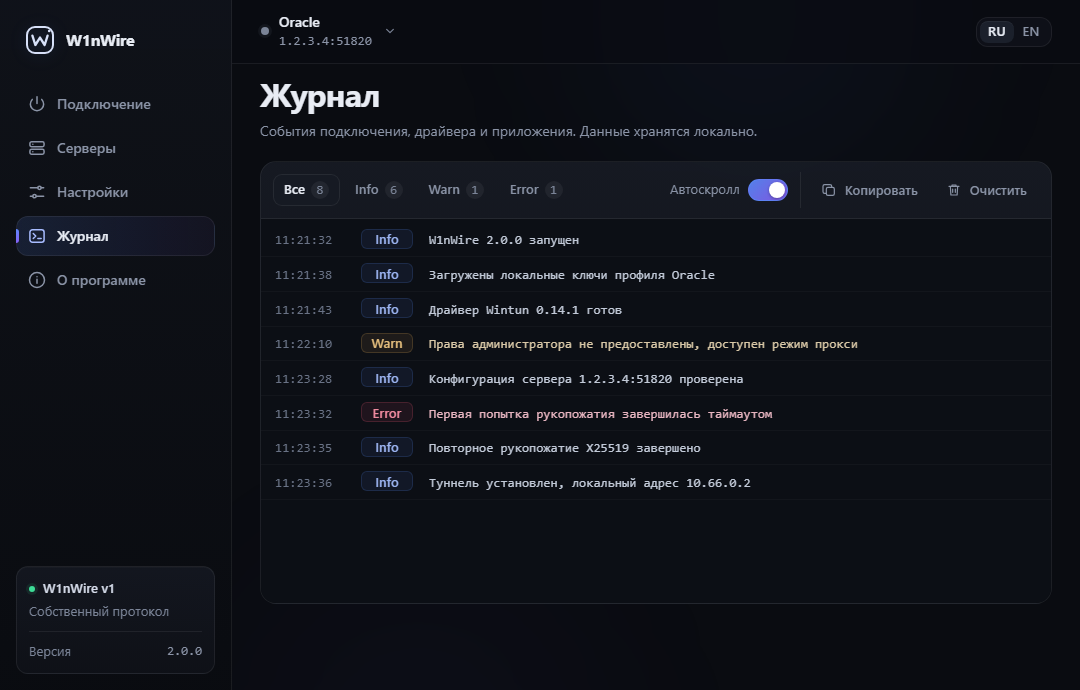 W1nWire
Подключение
Серверы
Настройки
Журнал
О программе
W1nWire v1
Собственный протокол
Версия 2.0.0
Oracle
1.2.3.4:51820
RU EN
Журнал
События подключения, драйвера и приложения. Данные хранятся локально.
Все 8 Info 6 Warn 1 Error 1 Автоскролл Копировать Очистить
11:21:32 Info W1nWire 2.0.0 запущен
11:21:38 Info Загружены локальные ключи профиля Oracle
11:21:43 Info Драйвер Wintun 0.14.1 готов
11:22:10 Warn Права администратора не предоставлены, доступен режим прокси
11:23:28 Info Конфигурация сервера 1.2.3.4:51820 проверена
11:23:32 Error Первая попытка рукопожатия завершилась таймаутом
11:23:35 Info Повторное рукопожатие X25519 завершено
11:23:36 Info Туннель установлен, локальный адрес 10.66.0.2